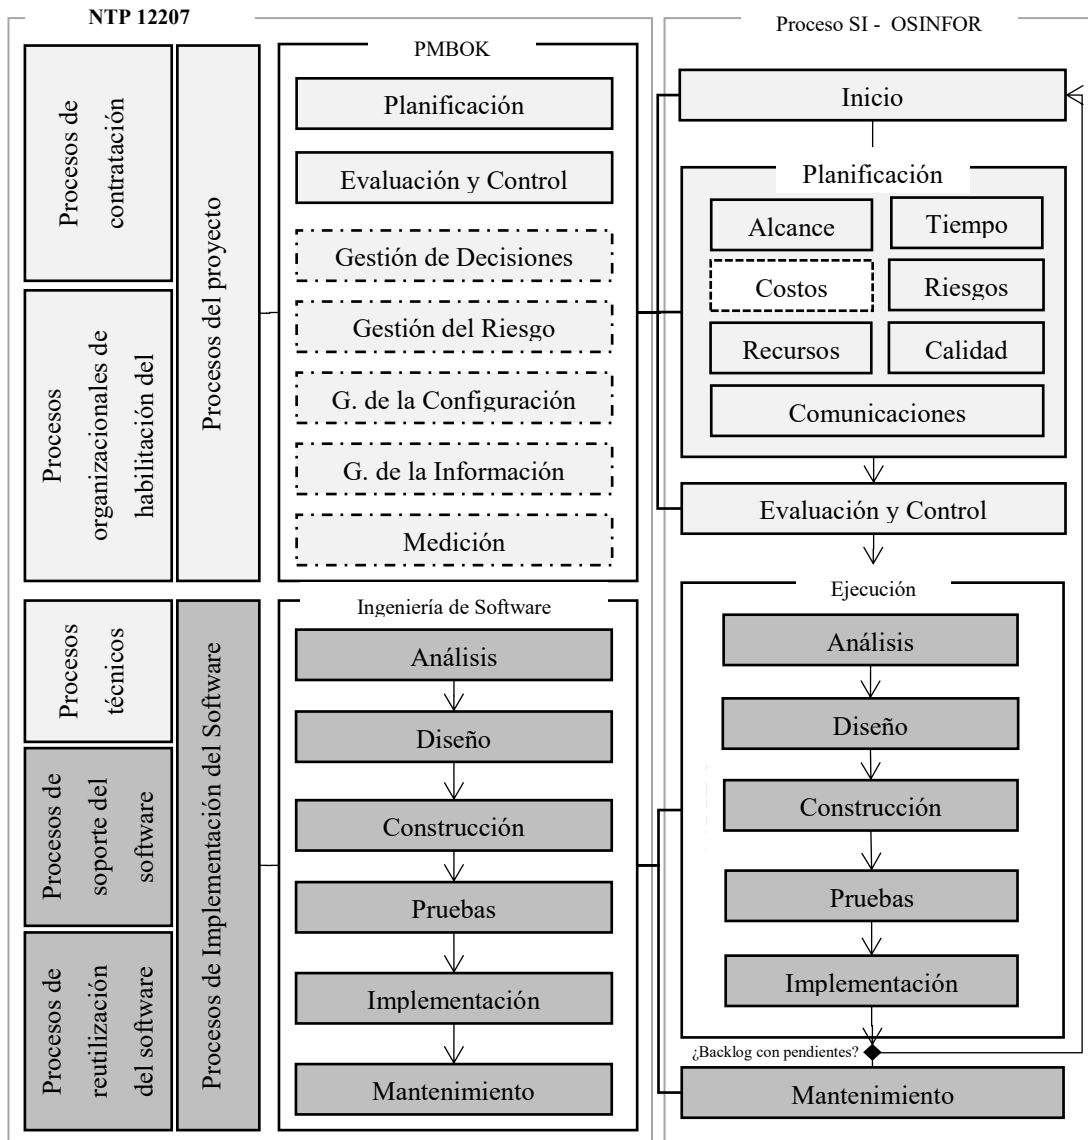 NTP 12207
Procesos de
contratación
Procesos
organizacionales de
habilitación del
Procesos del proyecto
PMBOK
Planificación
Evaluación y Control
Gestión de Decisiones
Gestión del Riesgo
G. de la Configuración
G. de la Información
Medición
Procesos
técnicos
Procesos de
soporte del
software
Procesos de
reutilización
del software
Procesos de Implementación del Software
Ingeniería de Software
Análisis
Diseño
Construcción
Pruebas
Implementación
Mantenimiento
Proceso SI - OSINFOR
Inicio
Planificación
Alcance
Tiempo
Costos
Riesgos
Recursos
Calidad
Comunicaciones
Evaluación y Control
Ejecución
Análisis
Diseño
Construcción
Pruebas
Implementación
¿Backlog con pendientes?
Mantenimiento